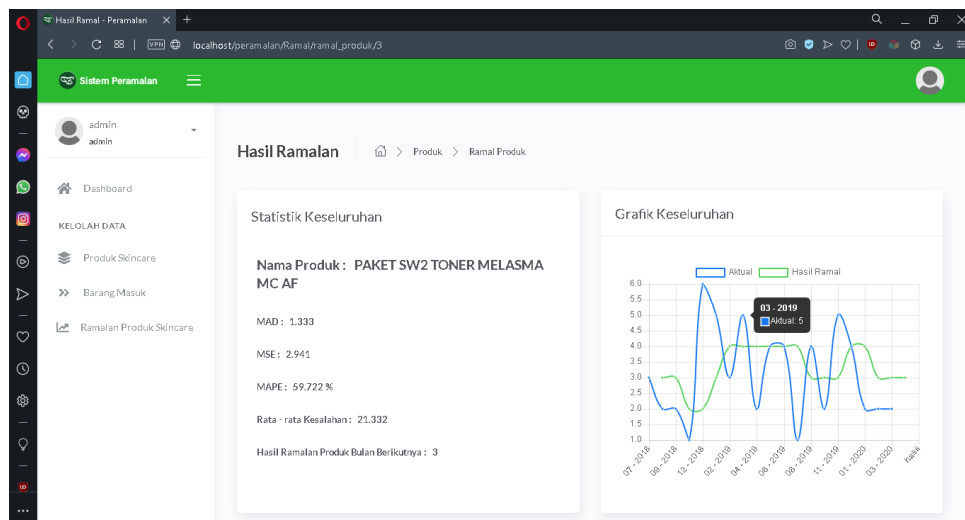 Hasil Ramal - Peramalan
VPN
localhost/peramalan/Ramal/ramal_produk/3
Sistem Peramalan
admin
admin
Dashboard
KELOLAH DATA
Produk Skincare
Barang Masuk
Ramalan Produk Skincare
Hasil Ramalan
Produk
Ramal Produk
Statistik Keseluruhan
Nama Produk : PAKET SW2 TONER MELASMA
MC AF
MAD : 1.333
MSE : 2.941
MAPE : 59.722 %
Rata - rata Kesalahan : 21.332
Hasil Ramalan Produk Bulan Berikutnya : 3
Grafik Keseluruhan
Aktual
Hasil Ramal
03 - 2019
Aktual: 5
6.0
5.5
5.0
4.5
4.0
3.5
3.0
2.5
2.0
1.5
1.0
07 - 2018
09 - 2018
12 - 2018
02 - 2019
04 - 2019
06 - 2019
08 - 2019
11 - 2019
01 - 2020
03 - 2020